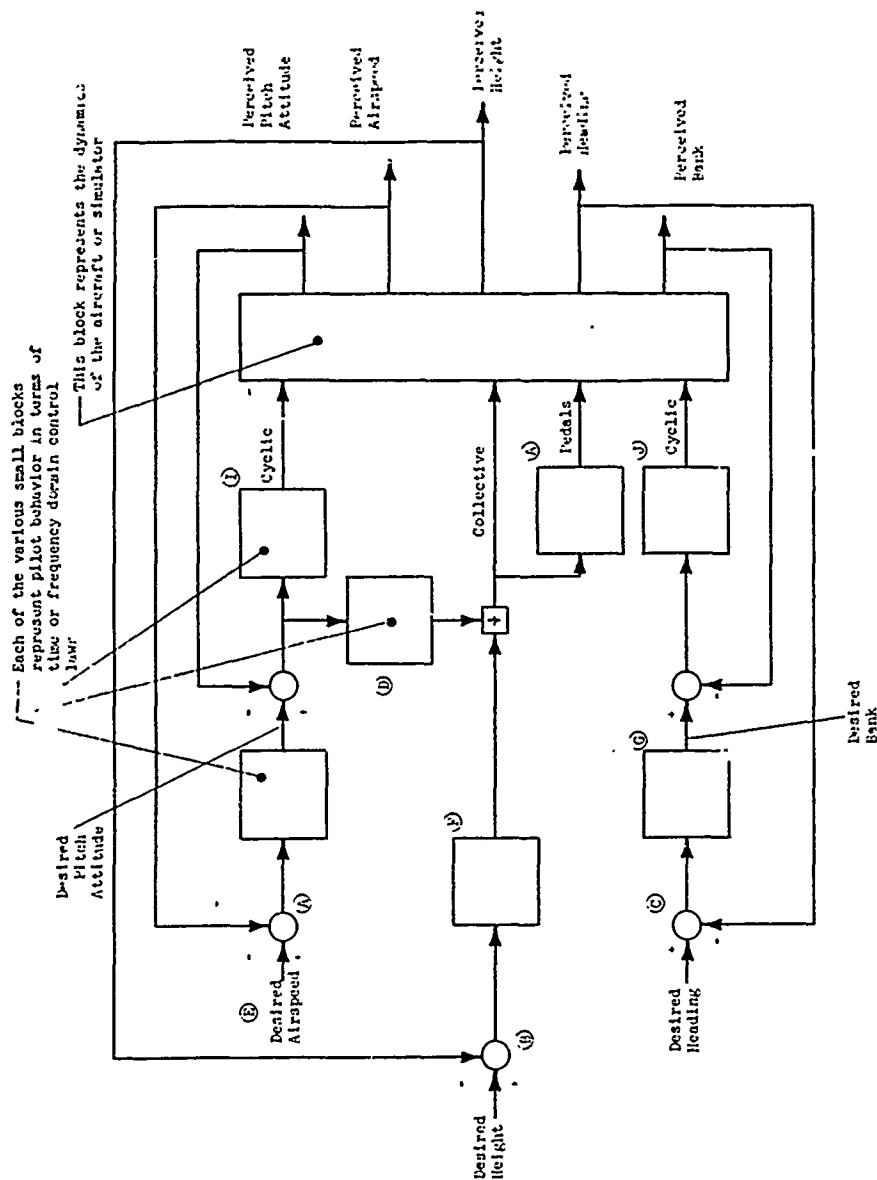 Each of the various small blocks
represent pilot behavior in terms of
time or frequency domain control
laws
This block represents the dynamics
of the aircraft or simulator
Desired
Pitch
Attitude
Perceived
Pitch
Attitude
Perceived
Airspeed
Perceived
Height
Perceived
Heading
Perceived
Bank
(E)
Desired
Airspeed
(A)
(I)
Cyclic
(D)
+
Collective
(A)
Pedals
(J)
Cyclic
(F)
(B)
Desired
Height
(G)
(C)
+
-
+
-
Desired
Heading
Desired
Bank